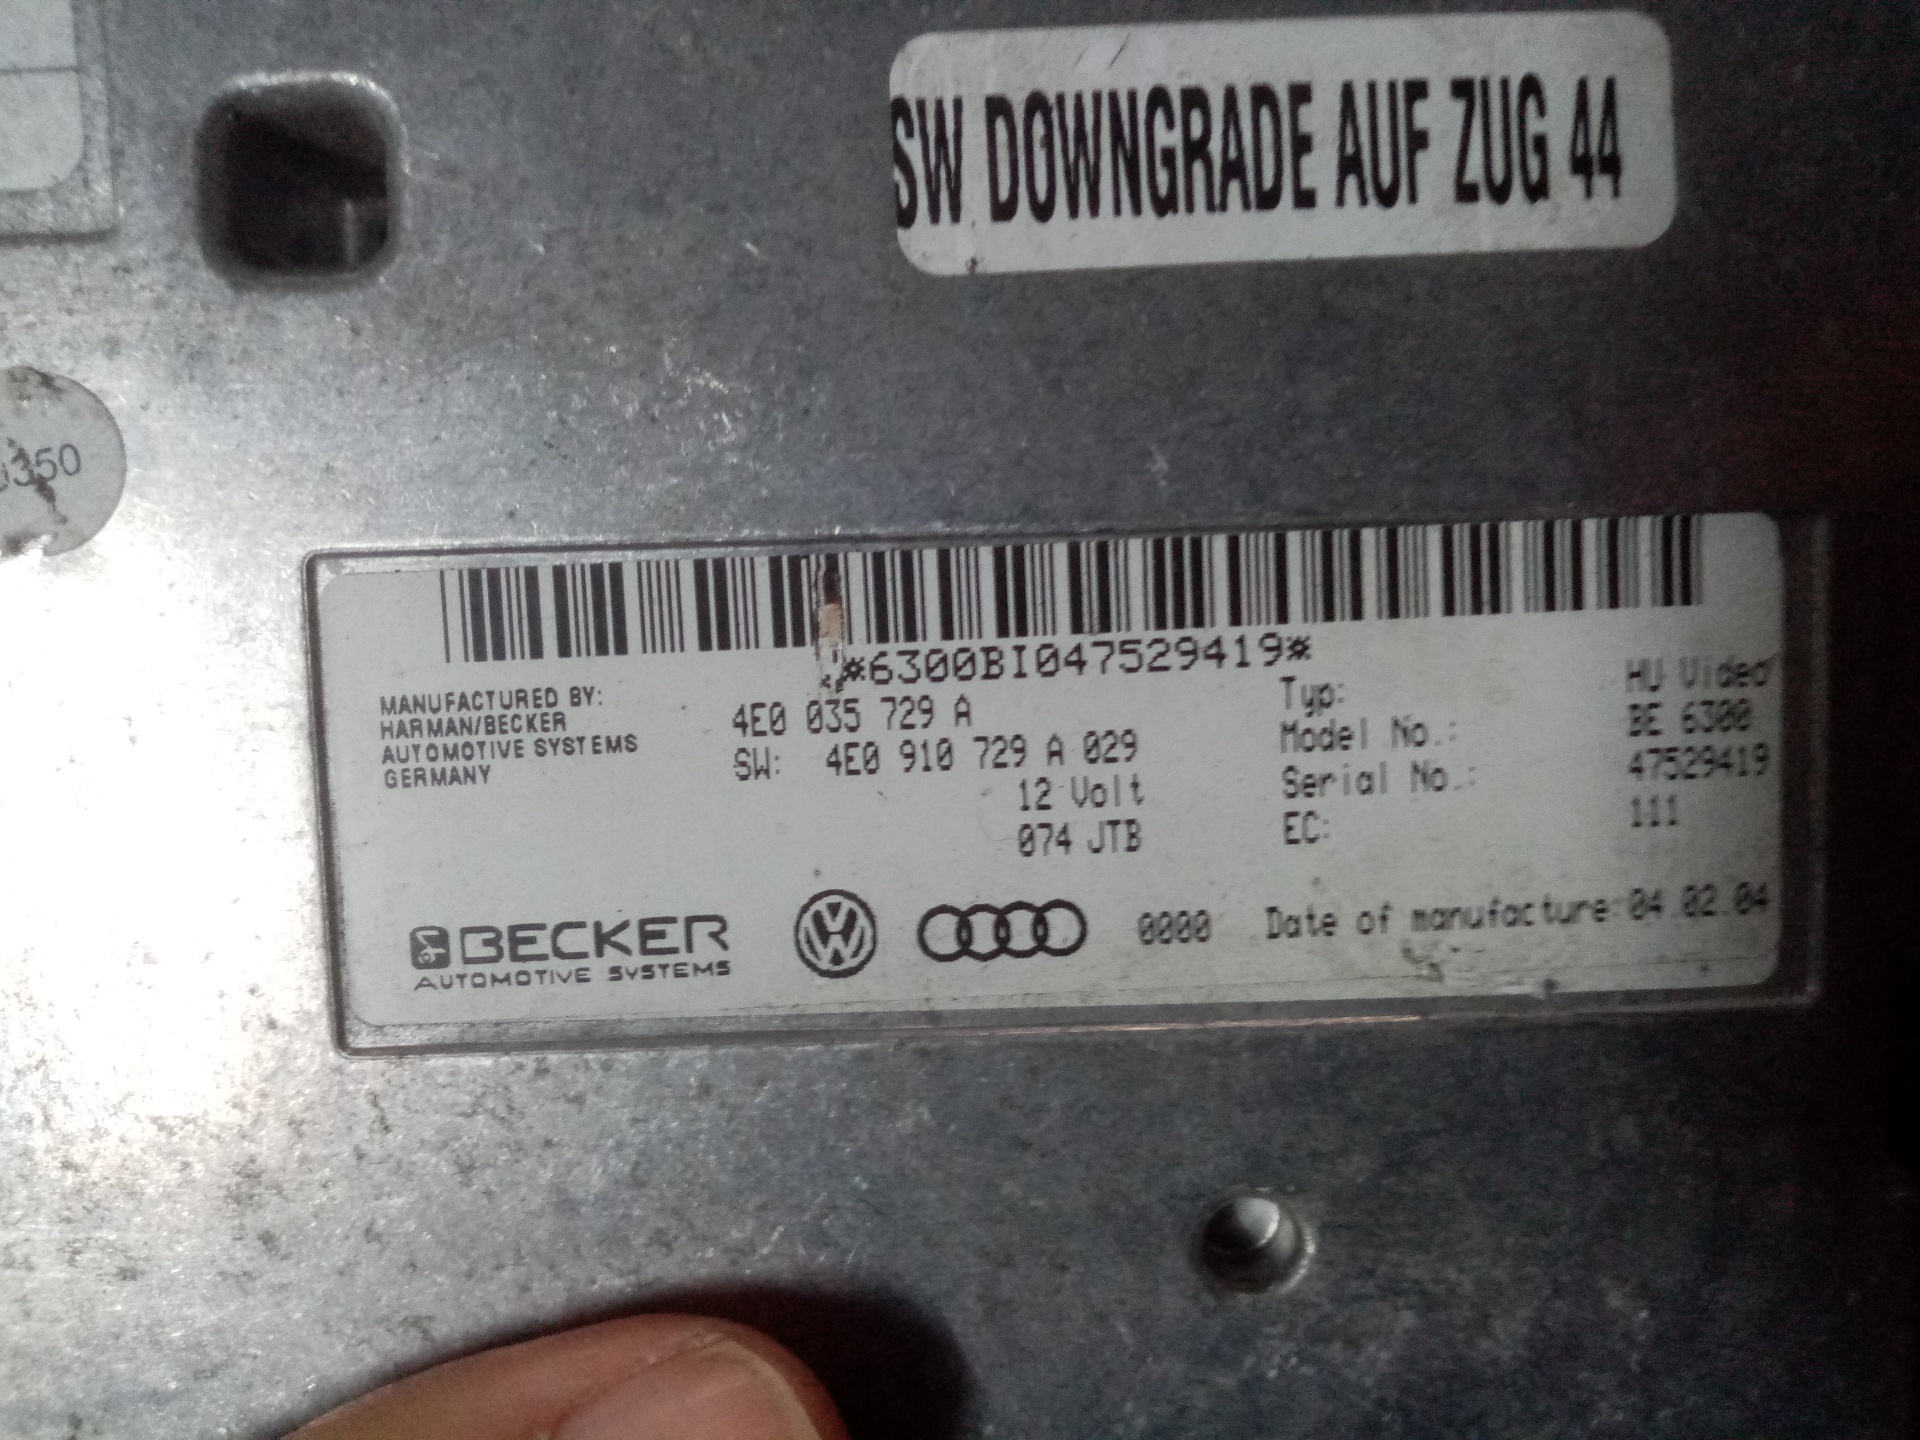 SW DOWNGRADE AUF ZUG 44
350
*6300BI047529419*
MANUFACTURED BY:
HARMAN/BECKER
AUTOMOTIVE SYSTEMS
GERMANY
4E0 035 729 A
SW: 4E0 910 729 A 029
12 Volt
074 JTB
Typ: HU Video
Model No.: BE 6300
Serial No.: 47529419
EC: 111
BECKER
AUTOMOTIVE SYSTEMS
0000 Date of manufacture: 04.02.04